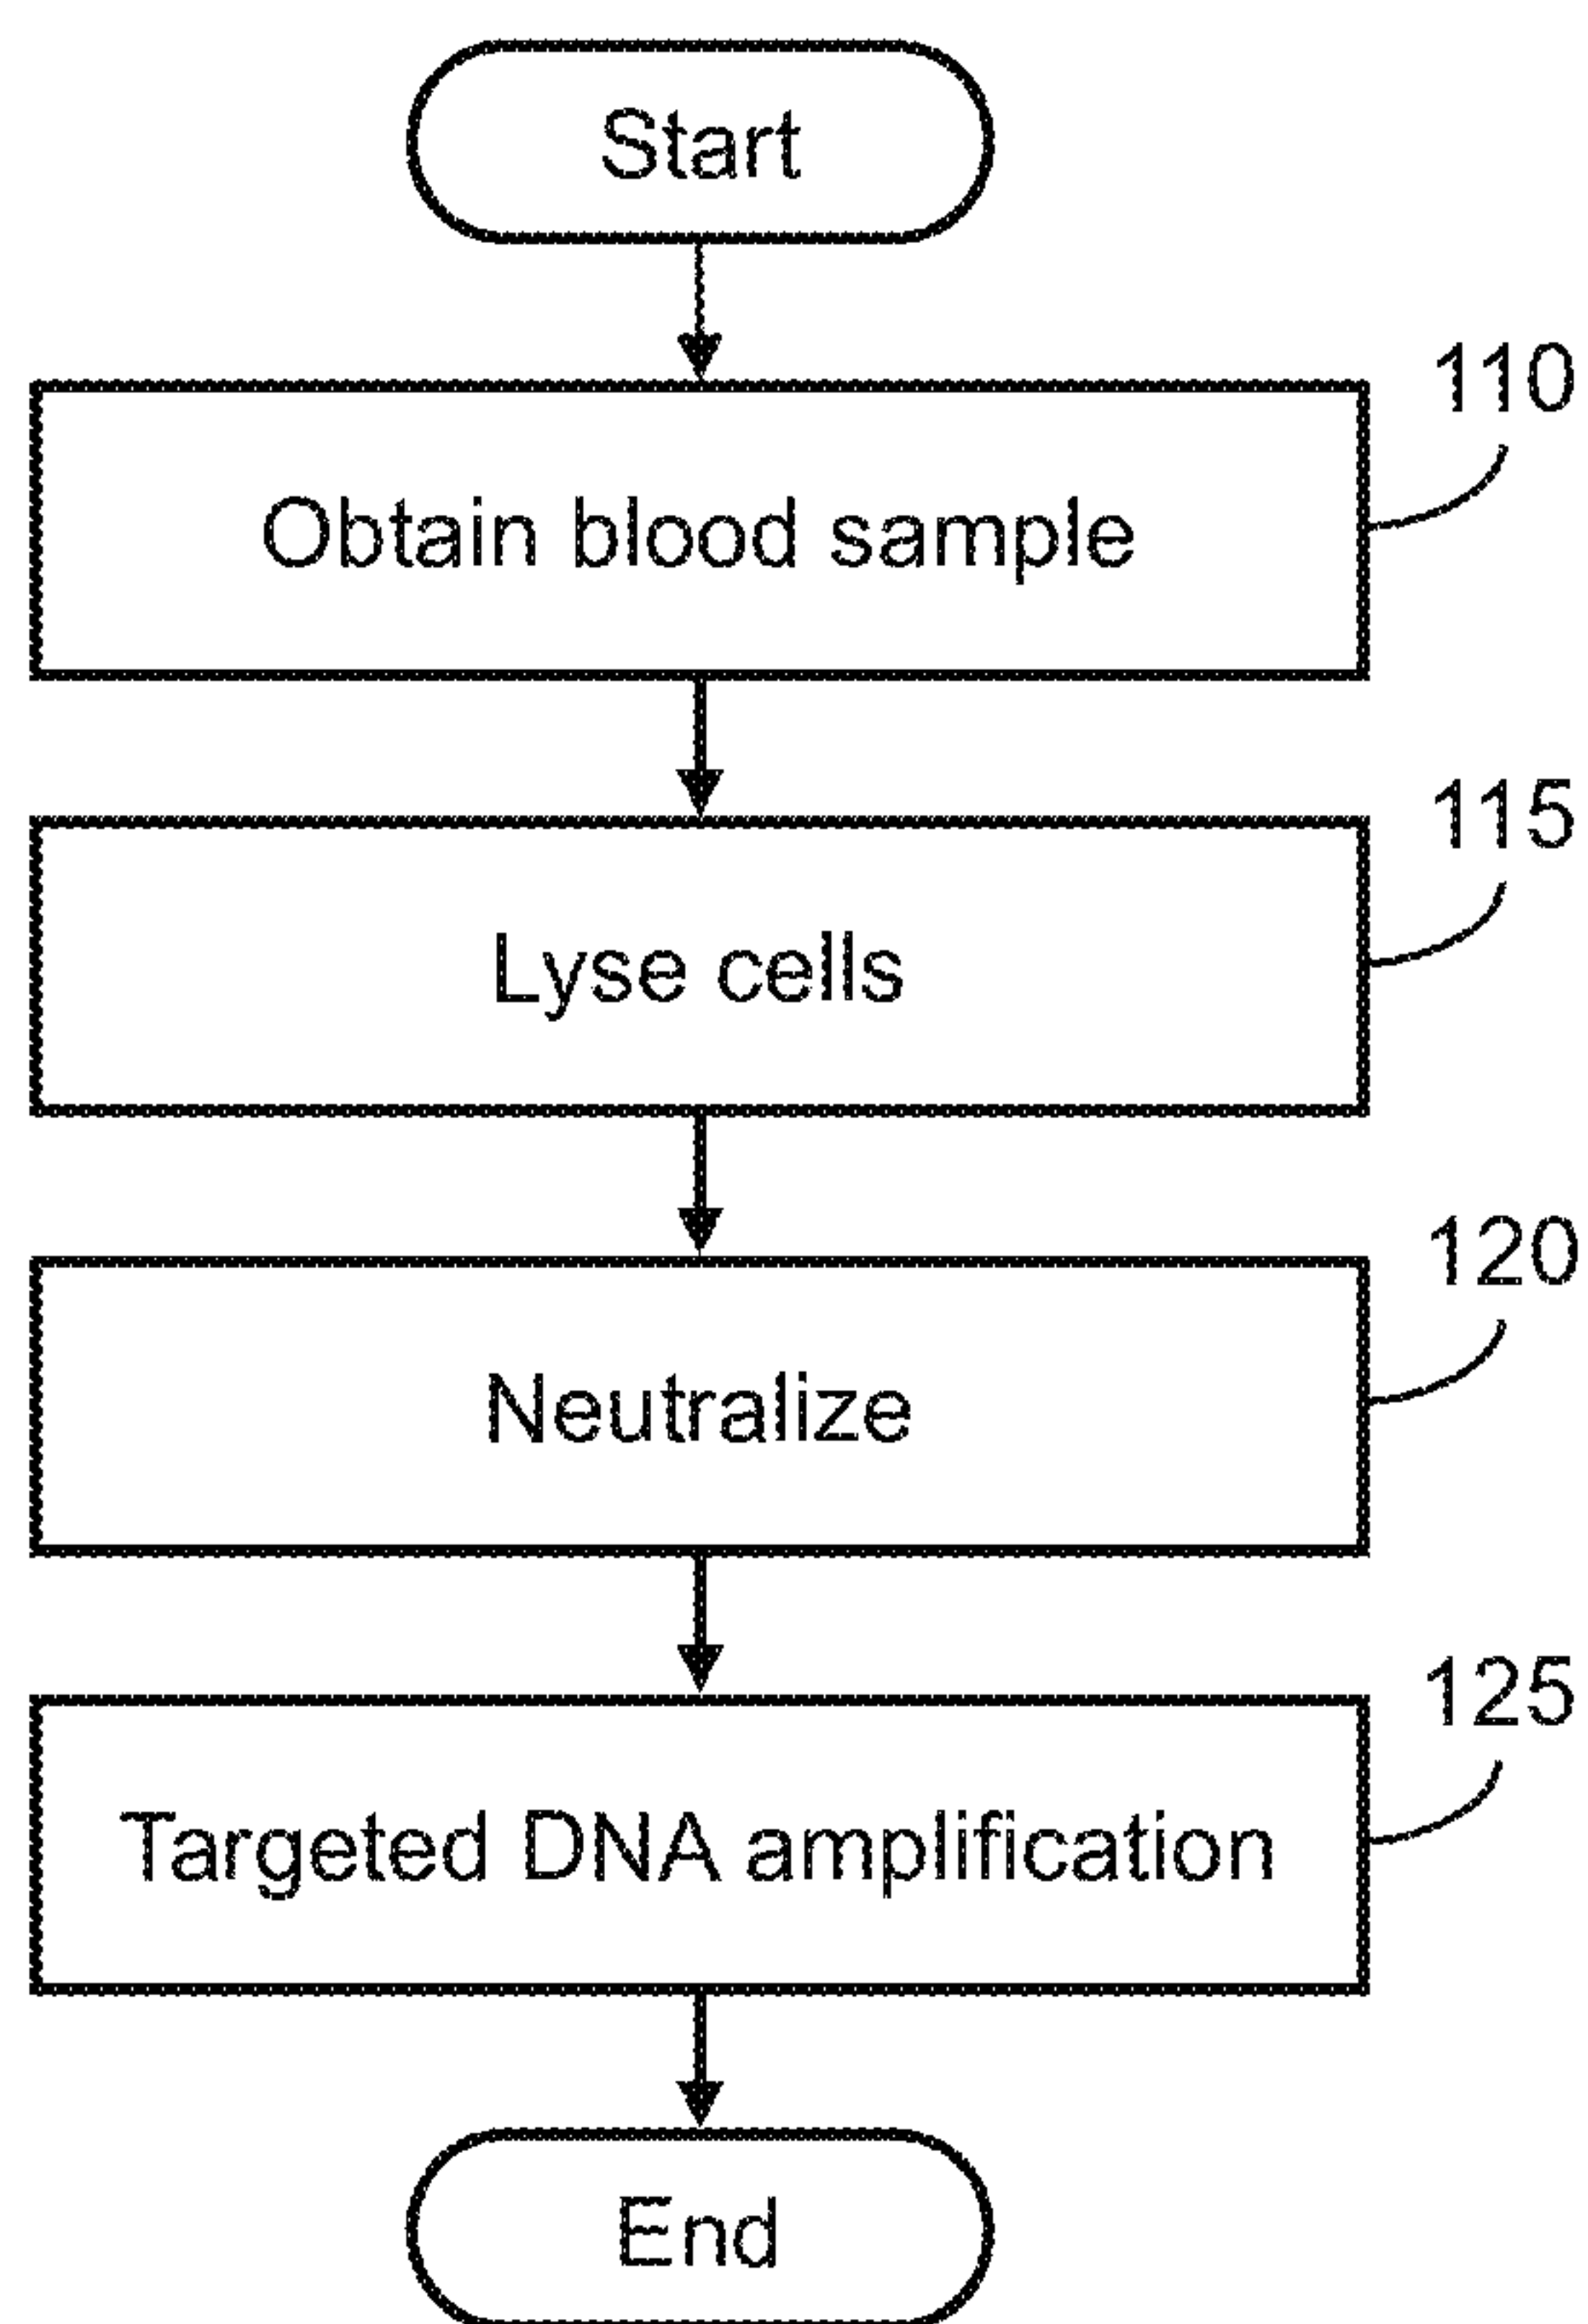 Start
110
Obtain blood sample
115
Lyse cells
120
Neutralize
125
Targeted DNA amplification
End